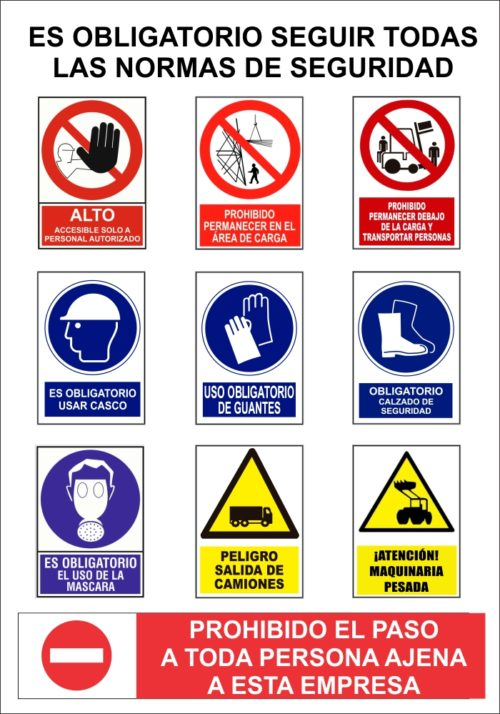 ES OBLIGATORIO SEGUIR TODAS
LAS NORMAS DE SEGURIDAD
ALTO
ACCESIBLE SOLO A
PERSONAL AUTORIZADO
PROHIBIDO
PERMANECER EN EL
ÁREA DE CARGA
PROHIBIDO
PERMANECER DEBAJO
DE LA CARGA Y
TRANSPORTAR PERSONAS
ES OBLIGATORIO
USAR CASCO
USO OBLIGATORIO
DE GUANTES
OBLIGATORIO
CALZADO DE
SEGURIDAD
ES OBLIGATORIO
EL USO DE LA
MASCARA
PELIGRO
SALIDA DE
CAMIONES
¡ATENCIÓN!
MAQUINARIA
PESADA
PROHIBIDO EL PASO
A TODA PERSONA AJENA
A ESTA EMPRESA